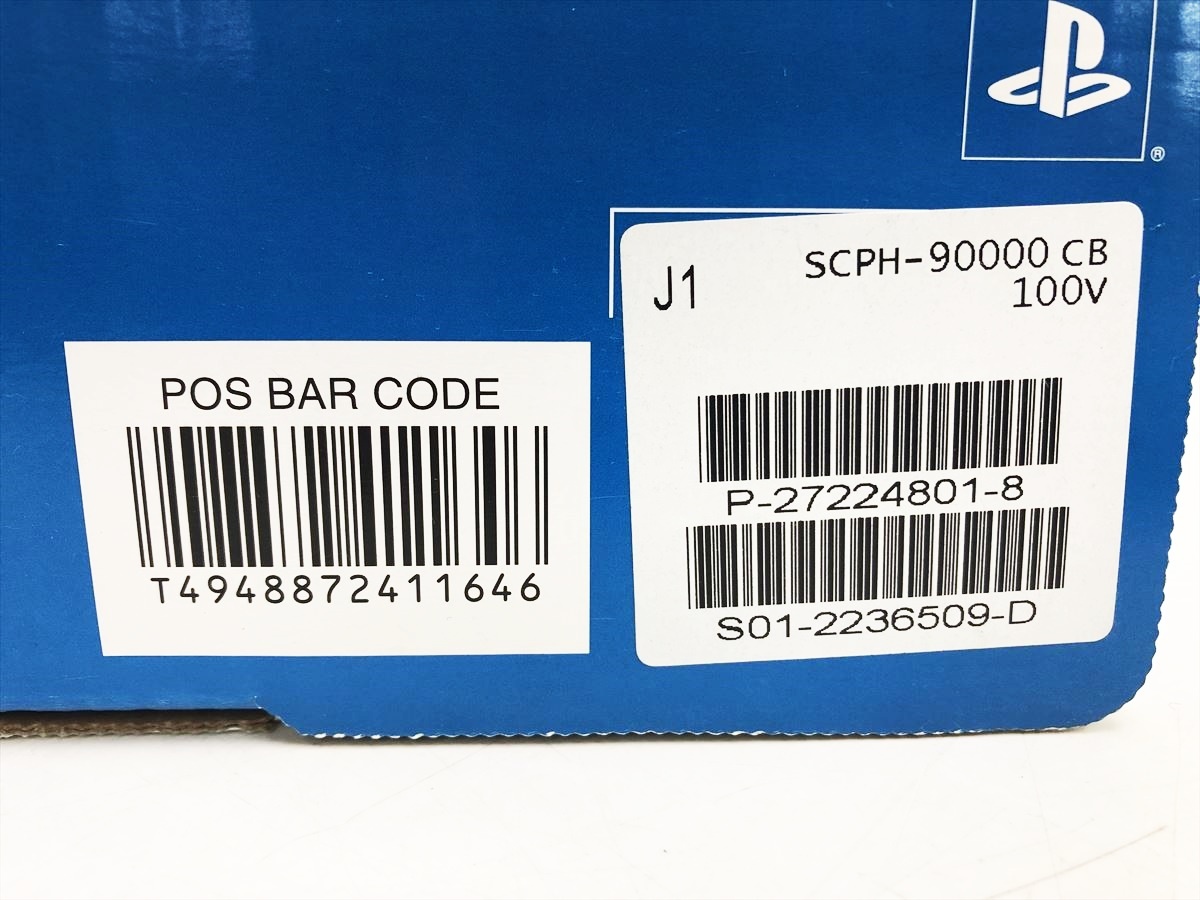 ®
J1
SCPH-90000 CB
100V
POS BAR CODE
T4948872411646
P-27224801-8
S01-2236509-D